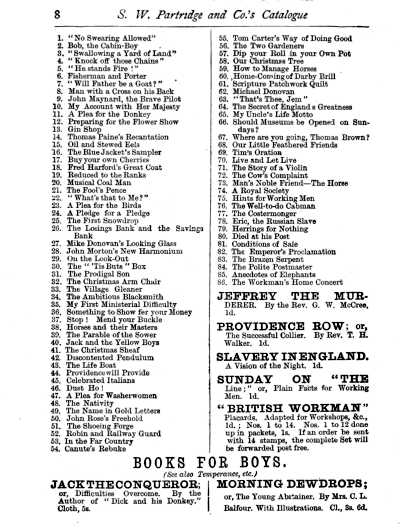 8 S. W. Partridge and Co.'s Catalogue
1. "No Swearing Allowed"
2. Bob, the Cabin-Boy
3. "Swallowing a Yard of Land"
4. "Knock off those Chains"
5. "He stands Fire!"
6. Fisherman and Porter
7. "Will Father be a Goat?"
8. Man with a Cross on his Back
9. John Maynard, the Brave Pilot
10. My Account with Her Majesty
11. A Plea for the Donkey
12. Preparing for the Flower Show
13. Gin Shop
14. Thomas Paine's Recantation
15. Oil and Stewed Eels
16. The Blue Jacket's Sampler
17. Buy your own Cherries
18. Fred Harford's Great Coat
19. Reduced to the Ranks
20. Musical Coal Man
21. The Fool's Pence
22. "What's that to Me?"
23. A Plea for the Birds
24. A Pledge for a Pledge
25. The First Snowdrop
26. The Losings Bank and the Savings
Bank
27. Mike Donovan's Looking Glass
28. John Morton's New Harmonium
29. On the Look-Out
30. The "'Tis Buts" Box
31. The Prodigal Son
32. The Christmas Arm Chair
33. The Village Gleaner
34. The Ambitious Blacksmith
35. My First Ministerial Difficulty
36. Something to Show for your Money
37. Stop! Mend your Buckle
38. Horses and their Masters
39. The Parable of the Sower
40. Jack and the Yellow Boys
41. The Christmas Sheaf
42. Discontented Pendulum
43. The Life Boat
44. Providence will Provide
45. Celebrated Italians
46. Dust Ho!
47. A Plea for Washerwomen
48. The Nativity
49. The Name in Gold Letters
50. John Rose's Freehold
51. The Shoeing Forge
52. Robin and Railway Guard
53. In the Far Country
54. Canute's Rebuke
55. Tom Carter's Way of Doing Good
56. The Two Gardeners
57. Dip your Roll in your Own Pot
58. Our Christmas Tree
59. How to Manage Horses
60. Home-Coming of Darby Brill
61. Scripture Patchwork Quilt
62. Michael Donovan
63. "That's Thee, Jem"
64. The Secret of England s Greatness
65. My Uncle's Life Motto
66. Should Museums be Opened on Sun-
days?
67. Where are you going, Thomas Brown?
68. Our Little Feathered Friends
69. Tim's Oration
70. Live and Let Live
71. The Story of a Violin
72. The Cow's Complaint
73. Man's Noble Friend—The Horse
74. A Royal Society
75. Hints for Working Men
76. The Well-to-do Cabman
77. The Costermonger
78. Eric, the Russian Slave
79. Herrings for Nothing
80. Died at his Post
81. Conditions of Sale
82. The Emperor's Proclamation
83. The Brazen Serpent
84. The Polite Postmaster
85. Anecdotes of Elephants
86. The Workman's Home Concert
JEFFREY THE MUR-
DERER. By the Rev. G. W. McCree,
1d.
PROVIDENCE ROW; or,
The Successful Collier. By Rev. T. H.
Walker. 1d.
SLAVERY IN ENGLAND.
A Vision of the Night. 1d.
SUNDAY ON "THE
Line;" or, Plain Facts for Working
Men. 1d.
"BRITISH WORKMAN"
Placards, Adapted for Workshops, &c.,
1d.; Nos. 1 to 14. Nos. 1 to 12 done
up in packets, 1s. If an order be sent
with 14 stamps, the complete Set will
be forwarded post free.
BOOKS FOR BOYS.
(See also Temperance, etc.)
JACK THE CONQUEROR;
or, Difficulties Overcome. By the
Author of "Dick and his Donkey."
Cloth, 5s.
MORNING DEWDROPS;
or, The Young Abstainer. By Mrs. C. L.
Balfour. With Illustrations. Cl., 3s. 6d.